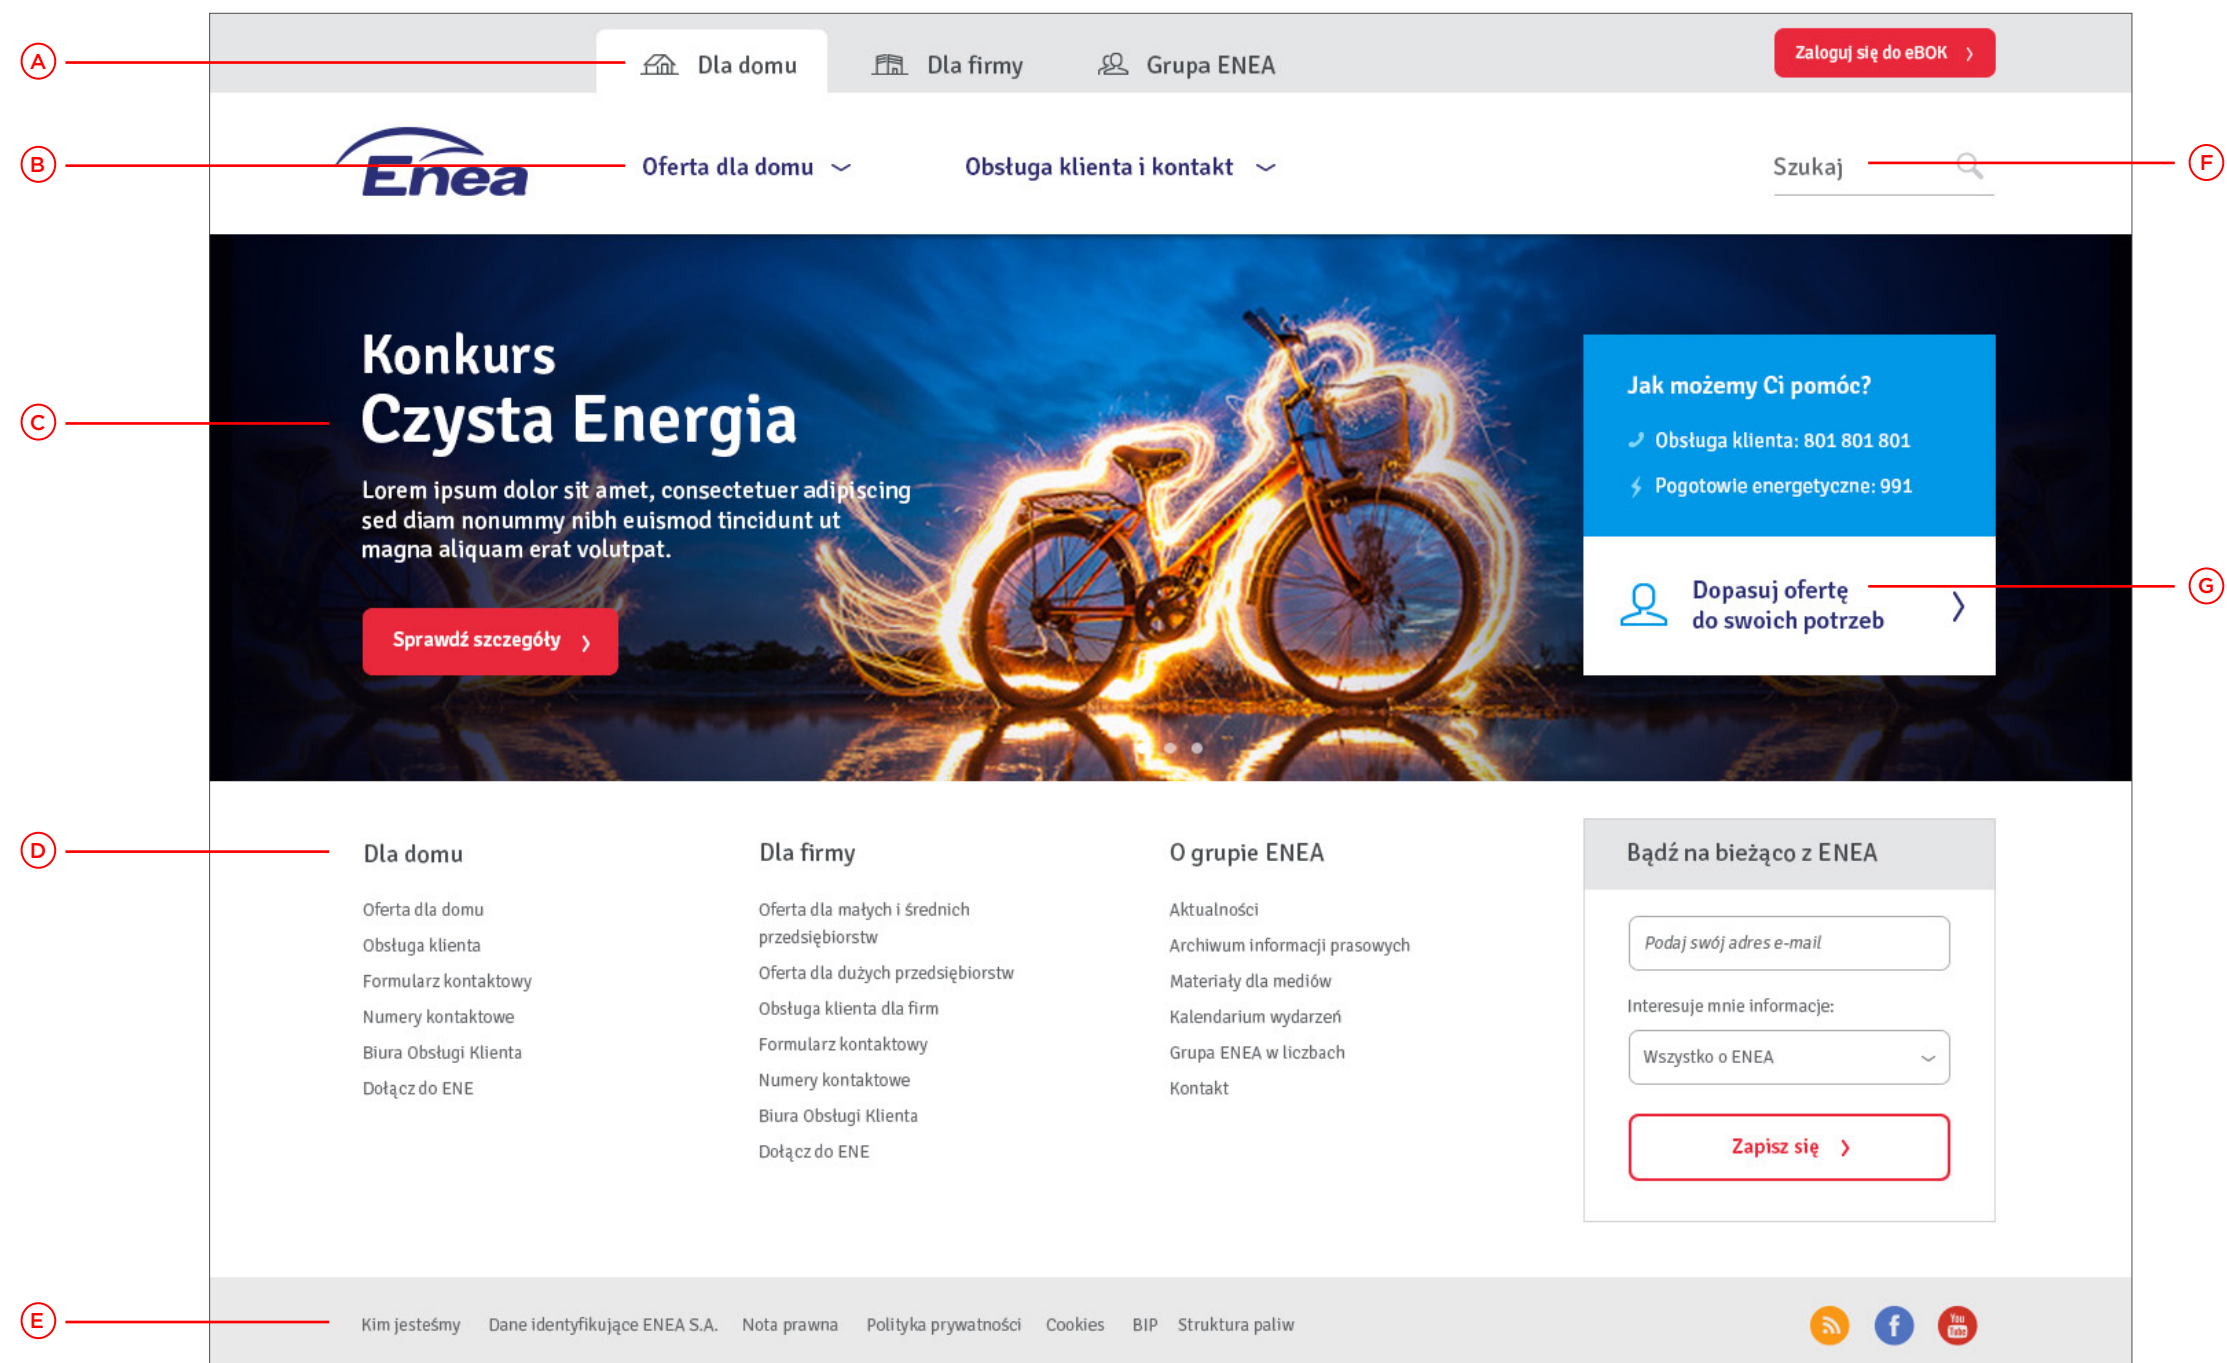 A
Dla domu
Dla firmy
Grupa ENEA
Zaloguj się do eBOK
B
Enea
Oferta dla domu
Obsługa klienta i kontakt
Szukaj
F
C
Konkurs
Czysta Energia
Lorem ipsum dolor sit amet, consectetuer adipiscing
sed diam nonummy nibh euismod tincidunt ut
magna aliquam erat volutpat.
Sprawdź szczegóły
Jak możemy Ci pomóc?
Obsługa klienta: 801 801 801
Pogotowie energetyczne: 991
Dopasuj ofertę
do swoich potrzeb
G
D
Dla domu
Oferta dla domu
Obsługa klienta
Formularz kontaktowy
Numery kontaktowe
Biura Obsługi Klienta
Dołącz do ENE
Dla firmy
Oferta dla małych i średnich
przedsiębiorstw
Oferta dla dużych przedsiębiorstw
Obsługa klienta dla firm
Formularz kontaktowy
Numery kontaktowe
Biura Obsługi Klienta
Dołącz do ENE
O grupie ENEA
Aktualności
Archiwum informacji prasowych
Materiały dla mediów
Kalendarium wydarzeń
Grupa ENEA w liczbach
Kontakt
Bądź na bieżąco z ENEA
Podaj swój adres e-mail
Interesuje mnie informacje:
Wszystko o ENEA
Zapisz się
E
Kim jesteśmy
Dane identyfikujące ENEA S.A.
Nota prawna
Polityka prywatności
Cookies
BIP
Struktura paliw
f
You
Tube